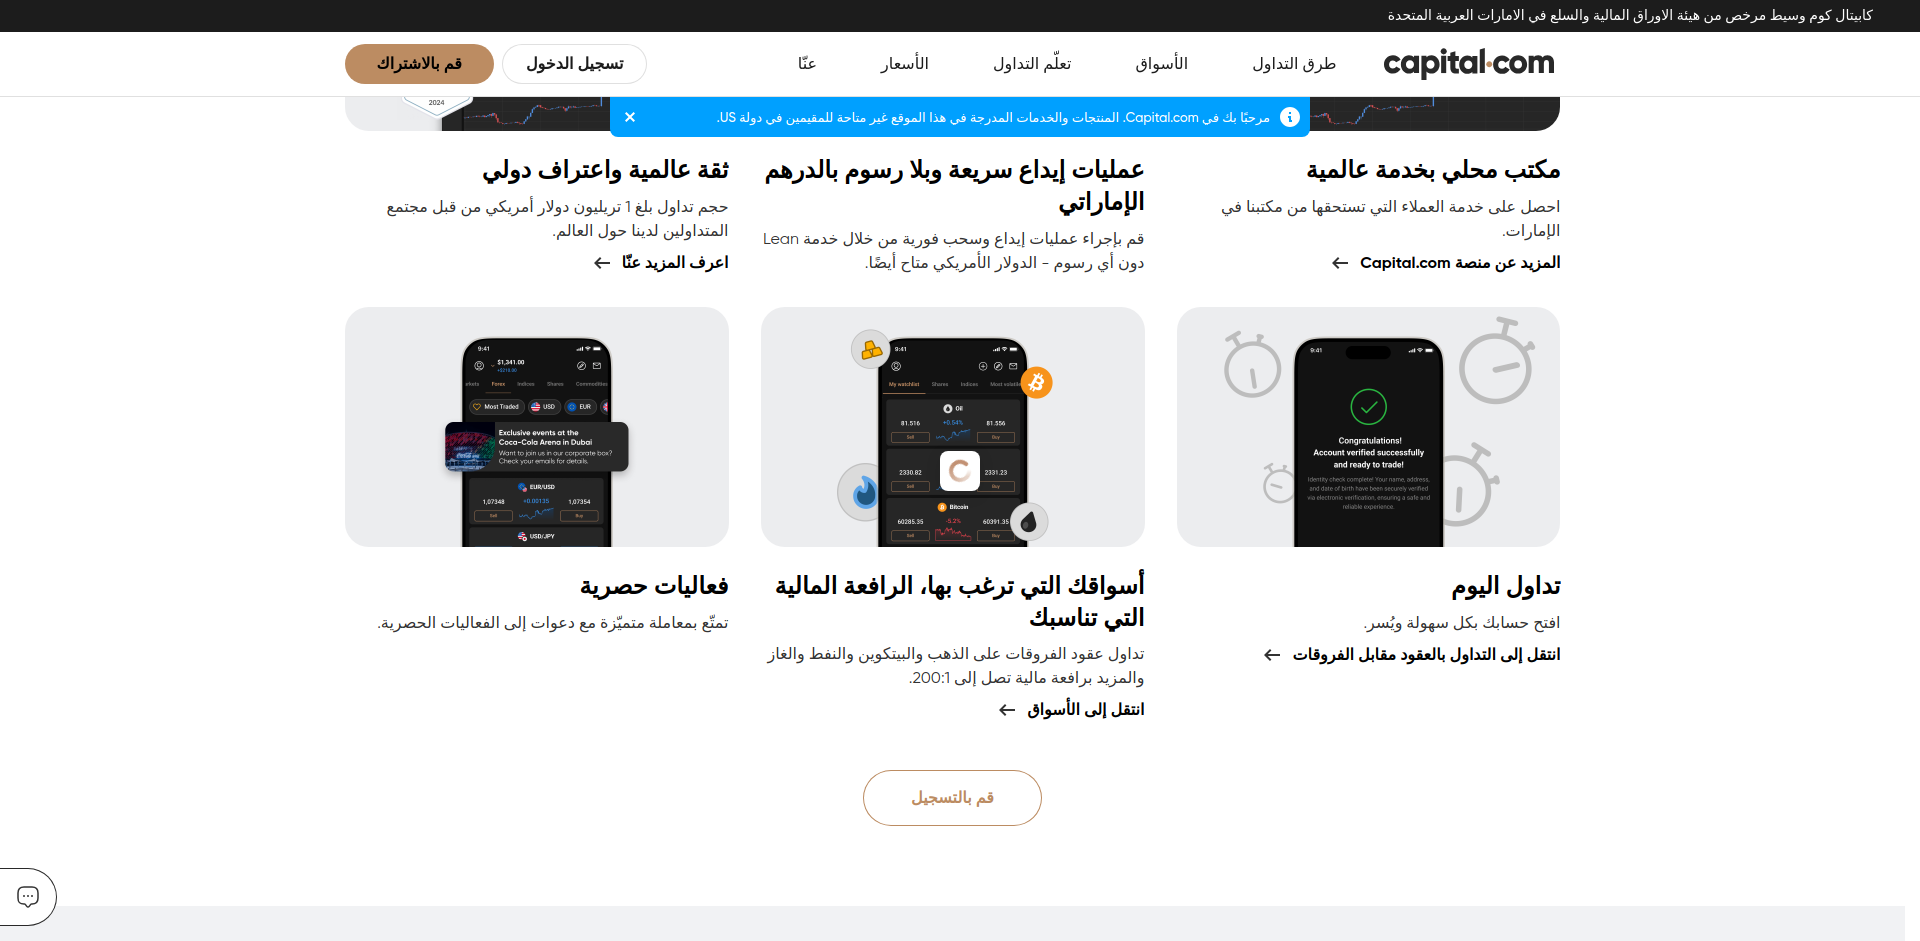 كابيتال كوم وسيط مرخص من هيئة الاوراق المالية والسلع في الامارات العربية المتحدة
capital.com
طرق التداول
الأسواق
تعلّم التداول
الأسعار
عنّا
تسجيل الدخول
قم بالاشتراك
مرحبًا بك في Capital.com. المنتجات والخدمات المدرجة في هذا الموقع غير متاحة للمقيمين في دولة US.
2024
مكتب محلي بخدمة عالمية
احصل على خدمة العملاء التي تستحقها من مكتبنا في
الإمارات.
المزيد عن منصة Capital.com
عمليات إيداع سريعة وبلا رسوم بالدرهم
الإماراتي
قم بإجراء عمليات إيداع وسحب فورية من خلال خدمة Lean
دون أي رسوم - الدولار الأمريكي متاح أيضًا.
ثقة عالمية واعتراف دولي
حجم تداول بلغ 1 تريليون دولار أمريكي من قبل مجتمع
المتداولين لدينا حول العالم.
اعرف المزيد عنّا
9:41
Congratulations!
Account verified successfully
and ready to trade!
Identity check complete! Your name, address,
and date of birth have been securely verified
via electronic verification, ensuring a safe and
reliable experience.
9:41
My watchlist Shares Indices Most volatile
Oil
81.516 +0.54% 81.556
Sell Buy
2330.82 2331.23
Sell Buy
Bitcoin
60285.35 -5.2% 60391.35
Sell Buy
9:41
$1,341.00
+$219.00
Forex Indices Shares Commodities
Most Traded USD EUR
Exclusive events at the
Coca-Cola Arena in Dubai
Want to join us in our corporate box?
Check your emails for details.
EUR/USD
1,07348 +0.00135 1,07354
Sell Buy
USD/JPY
تداول اليوم
افتح حسابك بكل سهولة ويُسر.
انتقل إلى التداول بالعقود مقابل الفروقات
أسواقك التي ترغب بها، الرافعة المالية
التي تناسبك
تداول عقود الفروقات على الذهب والبيتكوين والنفط والغاز
والمزيد برافعة مالية تصل إلى 200:1.
انتقل إلى الأسواق
فعاليات حصرية
تمتّع بمعاملة متميّزة مع دعوات إلى الفعاليات الحصرية.
قم بالتسجيل